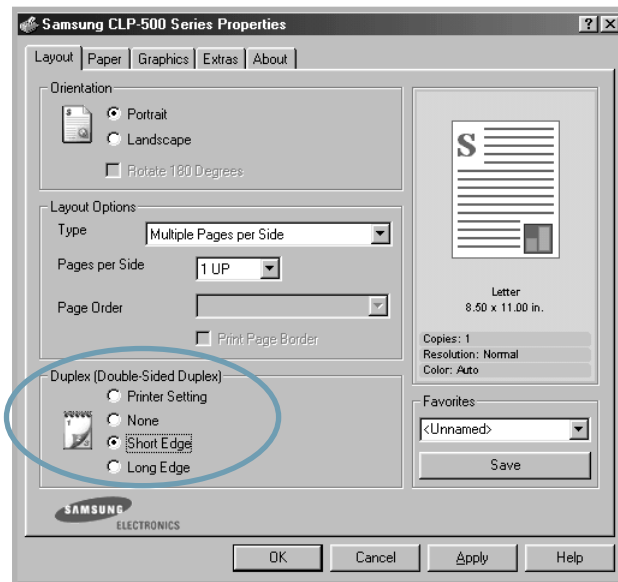 Samsung CLP-500 Series Properties
Layout Paper Graphics Extras About
Orientation
S
Portrait
Landscape
Rotate 180 Degrees
Layout Options
Type Multiple Pages per Side
Pages per Side 1 UP
Page Order
Print Page Border
Duplex (Double-Sided Duplex)
Printer Setting
None
1
Short Edge
Long Edge
SAMSUNG
ELECTRONICS
S
Letter
8.50 x 11.00 in.
Copies: 1
Resolution: Normal
Color: Auto
Favorites
<Unnamed>
Save
OK Cancel Apply Help